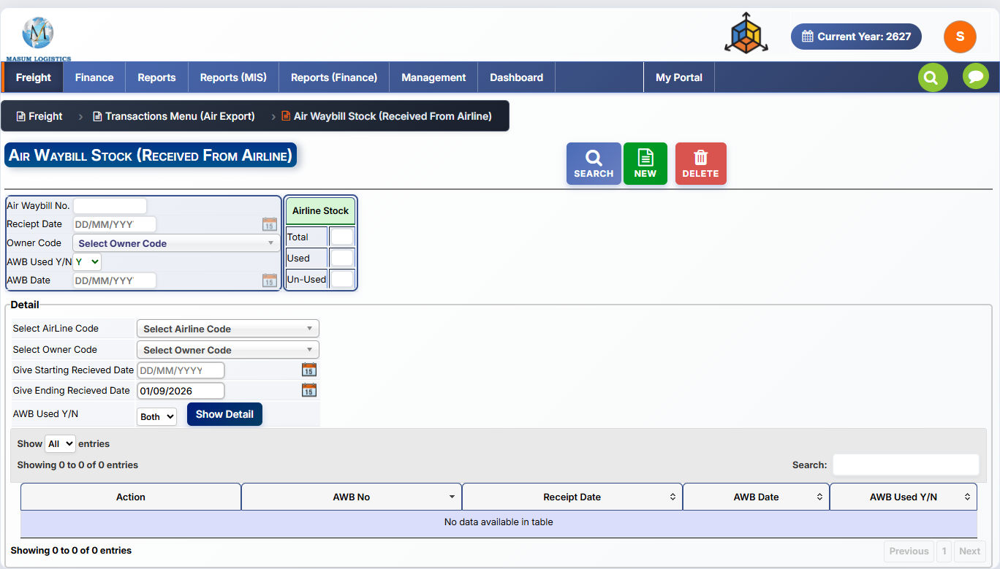 M
MASUM LOGISTICS
Current Year: 2627
S
Freight Finance Reports Reports (MIS) Reports (Finance) Management Dashboard My Portal
Freight › Transactions Menu (Air Export) › Air Waybill Stock (Received From Airline)
Air Waybill Stock (Received From Airline)
SEARCH NEW DELETE
Air Waybill No.
Reciept Date DD/MM/YYY 15
Owner Code Select Owner Code
AWB Used Y/N Y
AWB Date DD/MM/YYY 15
Airline Stock
Total
Used
Un-Used
Detail
Select AirLine Code Select Airline Code
Select Owner Code Select Owner Code
Give Starting Recieved Date DD/MM/YYYY 15
Give Ending Recieved Date 01/09/2026 15
AWB Used Y/N Both Show Detail
Show All entries
Showing 0 to 0 of 0 entries Search:
Action AWB No Receipt Date AWB Date AWB Used Y/N
No data available in table
Showing 0 to 0 of 0 entries Previous 1 Next